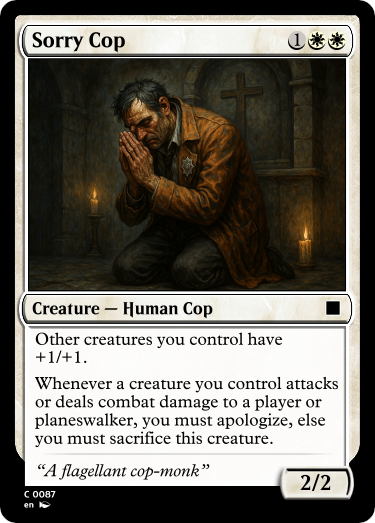 Sorry Cop 1
Creature — Human Cop
Other creatures you control have
+1/+1.
Whenever a creature you control attacks
or deals combat damage to a player or
planeswalker, you must apologize, else
you must sacrifice this creature.
“A flagellant cop-monk”
2/2
C 0087
en